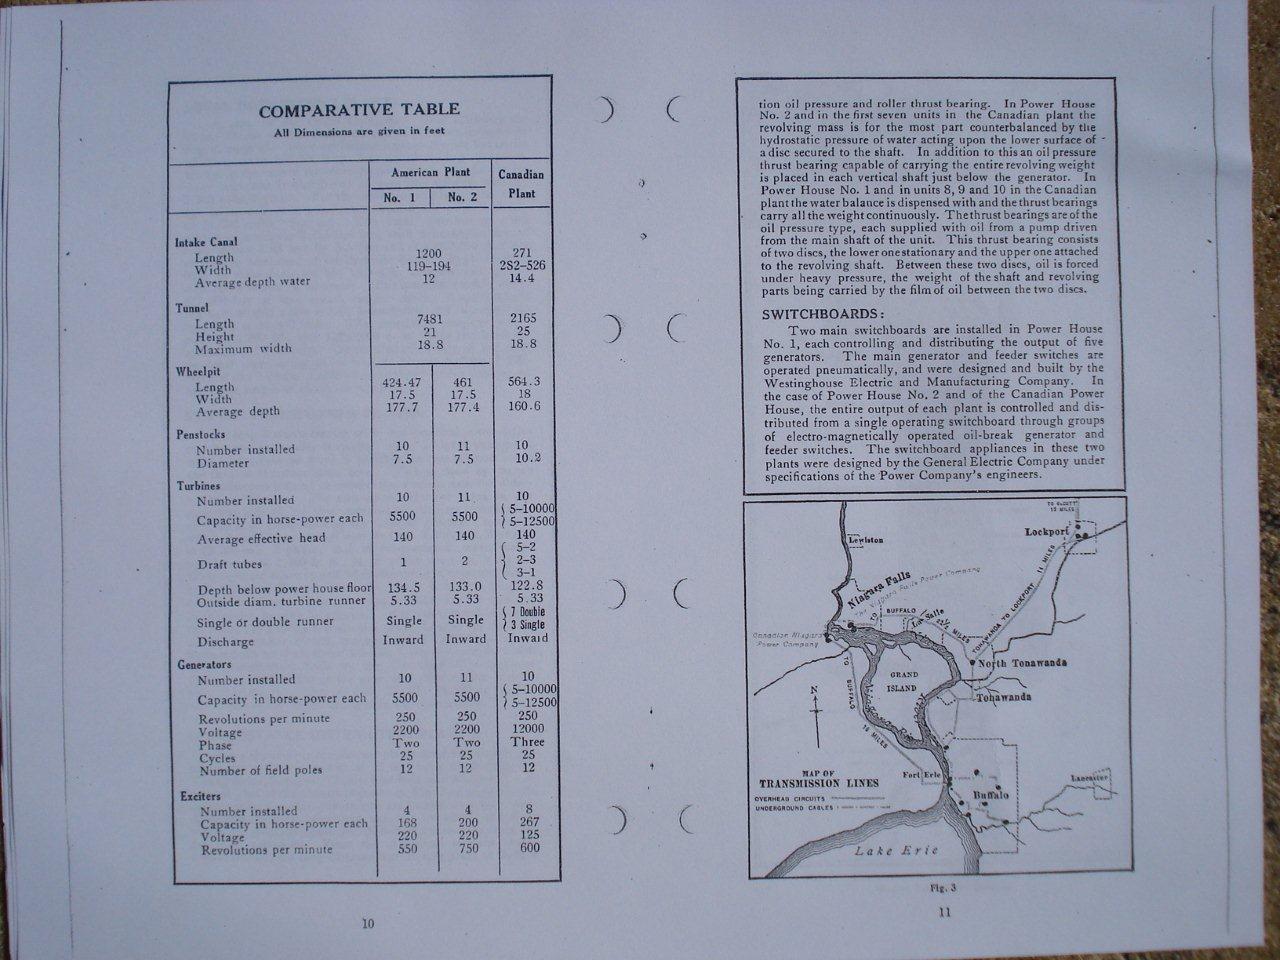 COMPARATIVE TABLE
All Dimensions are given in feet
American Plant Canadian Plant
No. 1 No. 2
Intake Canal
Length 1200 271
Width 119-194 2S2-526
Average depth water 12 14.4
Tunnel
Length 7481 2165
Height 21 25
Maximum width 18.8 18.8
Wheelpit
Length 424.47 461 564.3
Width 17.5 17.5 18
Average depth 177.7 177.4 160.6
Penstocks
Number installed 10 11 10
Diameter 7.5 7.5 10.2
Turbines
Number installed 10 11 10
Capacity in horse-power each 5500 5500 { 5-10000
5-12500
Average effective head 140 140 140
Draft tubes 1 2 { 5-2
2-3
3-1
Depth below power house floor 134.5 133.0 122.8
Outside diam. turbine runner 5.33 5.33 5.33
Single or double runner Single Single { 7 Double
3 Single
Discharge Inward Inward Inward
Generators
Number installed 10 11 10
Capacity in horse-power each 5500 5500 { 5-10000
5-12500
Revolutions per minute 250 250 250
Voltage 2200 2200 12000
Phase Two Two Three
Cycles 25 25 25
Number of field poles 12 12 12
Exciters
Number installed 4 4 8
Capacity in horse-power each 168 200 267
Voltage 220 220 125
Revolutions per minute 550 750 600
10
tion oil pressure and roller thrust bearing. In Power House
No. 2 and in the first seven units in the Canadian plant the
revolving mass is for the most part counterbalanced by the
hydrostatic pressure of water acting upon the lower surface of
a disc secured to the shaft. In addition to this an oil pressure
thrust bearing capable of carrying the entire revolving weight
is placed in each vertical shaft just below the generator. In
Power House No. 1 and in units 8, 9 and 10 in the Canadian
plant the water balance is dispensed with and the thrust bearings
carry all the weight continuously. The thrust bearings are of the
oil pressure type, each supplied with oil from a pump driven
from the main shaft of the unit. This thrust bearing consists
of two discs, the lower one stationary and the upper one attached
to the revolving shaft. Between these two discs, oil is forced
under heavy pressure, the weight of the shaft and revolving
parts being carried by the film of oil between the two discs.
SWITCHBOARDS:
Two main switchboards are installed in Power House
No. 1, each controlling and distributing the output of five
generators. The main generator and feeder switches are
operated pneumatically, and were designed and built by the
Westinghouse Electric and Manufacturing Company. In
the case of Power House No. 2 and of the Canadian Power
House, the entire output of each plant is controlled and dis-
tributed from a single operating switchboard through groups
of electro-magnetically operated oil-break generator and
feeder switches. The switchboard appliances in these two
plants were designed by the General Electric Company under
specifications of the Power Company's engineers.
TO OLCOTT
Lockport
Lewiston
11 MILES
TONAWANDA TO LOCKPORT
Niagara Falls
The Niagara Falls Power Company
TO BUFFALO
La Salle
22½ MILES
Canadian Niagara
Power Company
North Tonawanda
GRAND
ISLAND
Tonawanda
N
TO BUFFALO
16 MILES
MAP OF
TRANSMISSION LINES
OVERHEAD CIRCUITS
UNDERGROUND CABLES
Fort Erie
Buffalo
Lancaster
Lake Erie
Fig. 3
11